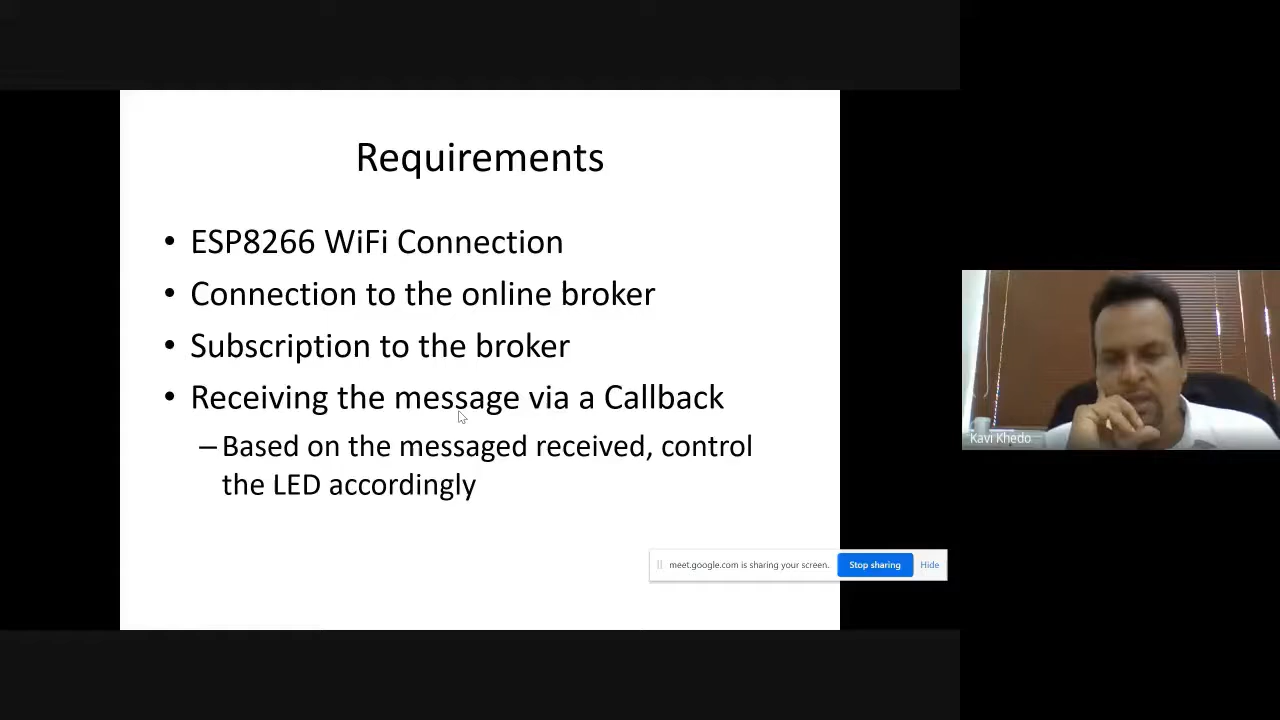 Requirements
• ESP8266 WiFi Connection
• Connection to the online broker
• Subscription to the broker
• Receiving the message via a Callback
– Based on the messaged received, control
the LED accordingly
meet.google.com is sharing your screen.
Stop sharing
Hide
Kavi Khedo